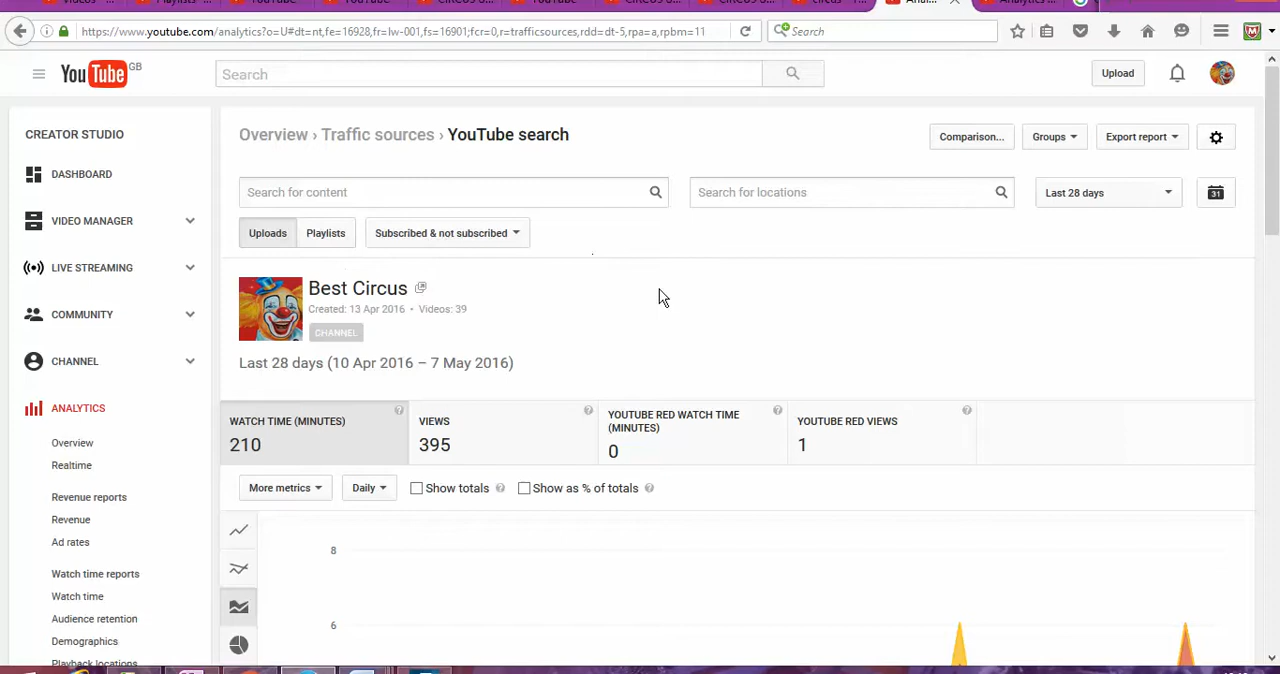 https://www.youtube.com/analytics?o=U#dt=nt,fe=16928,fr=lw-001,fs=16901;fc=0,r=trafficsources,rdd=dt-5,rpa=a,rpbm=11
Search
YouTube GB
Search
Upload
CREATOR STUDIO
DASHBOARD
VIDEO MANAGER
LIVE STREAMING
COMMUNITY
CHANNEL
ANALYTICS
Overview
Realtime
Revenue reports
Revenue
Ad rates
Watch time reports
Watch time
Audience retention
Demographics
Playback locations
Overview › Traffic sources › YouTube search
Comparison...
Groups
Export report
Search for content
Search for locations
Last 28 days
31
Uploads
Playlists
Subscribed & not subscribed
Best Circus
Created: 13 Apr 2016 • Videos: 39
CHANNEL
Last 28 days (10 Apr 2016 – 7 May 2016)
WATCH TIME (MINUTES)
210
VIEWS
395
YOUTUBE RED WATCH TIME
(MINUTES)
0
YOUTUBE RED VIEWS
1
More metrics
Daily
Show totals
Show as % of totals
8
6